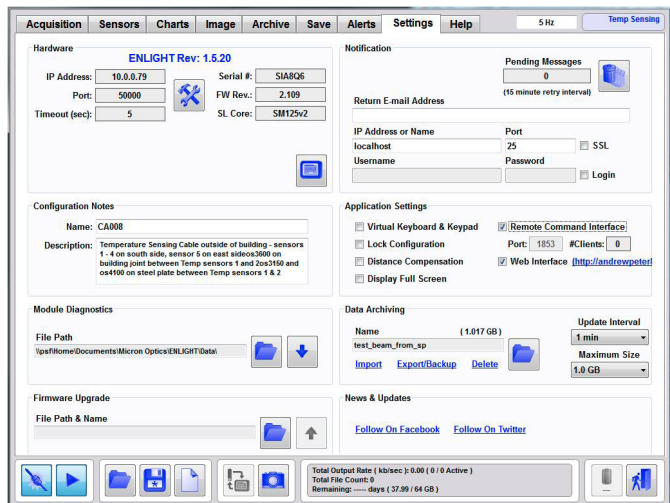 Acquisition Sensors Charts Image Archive Save Alerts Settings Help 5 Hz Temp Sensing
Hardware
ENLIGHT Rev: 1.5.20
IP Address: 10.0.0.79 Serial #: SIA8Q6
Port: 50000 FW Rev.: 2.109
Timeout (sec): 5 SL Core: SM125v2
Notification
Pending Messages
0
(15 minute retry interval)
Return E-mail Address
IP Address or Name Port
localhost 25 SSL
Username Password
Login
Configuration Notes
Name: CA008
Description: Temperature Sensing Cable outside of building - sensors
1 - 4 on south side, sensor 5 on east sideos3600 on
building joint between Temp sensors 1 and 2os3150 and
os4100 on steel plate between Temp sensors 1 & 2
Application Settings
Virtual Keyboard & Keypad Remote Command Interface
Lock Configuration Port: 1853 #Clients: 0
Distance Compensation Web Interface (http://andrewpeterl
Display Full Screen
Module Diagnostics
File Path
\\psf\Home\Documents\Micron Optics\ENLIGHT\Data\
Data Archiving
Name (1.017 GB)
test_beam_from_sp
Import Export/Backup Delete
Update Interval
1 min
Maximum Size
1.0 GB
Firmware Upgrade
File Path & Name
News & Updates
Follow On Facebook Follow On Twitter
Total Output Rate ( kb/sec ): 0.00 ( 0 / 0 Active )
Total File Count: 0
Remaining: ----- days ( 37.99 / 64 GB )